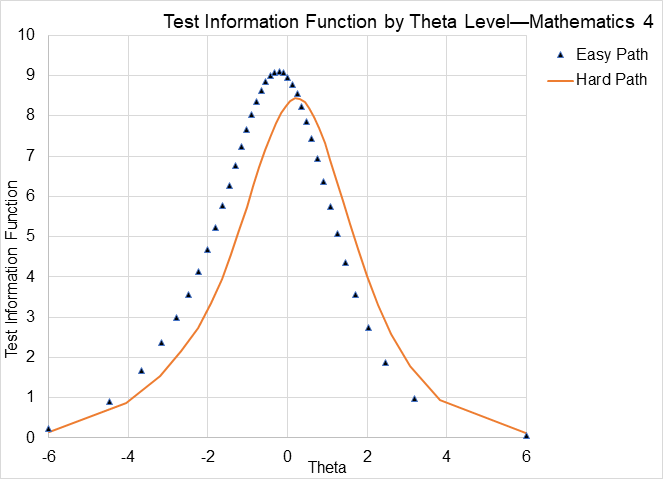 Test Information Function by Theta Level—Mathematics 4
Easy Path
Hard Path
Test Information Function
10
9
8
7
6
5
4
3
2
1
0
-6 -4 -2 0 2 4 6
Theta